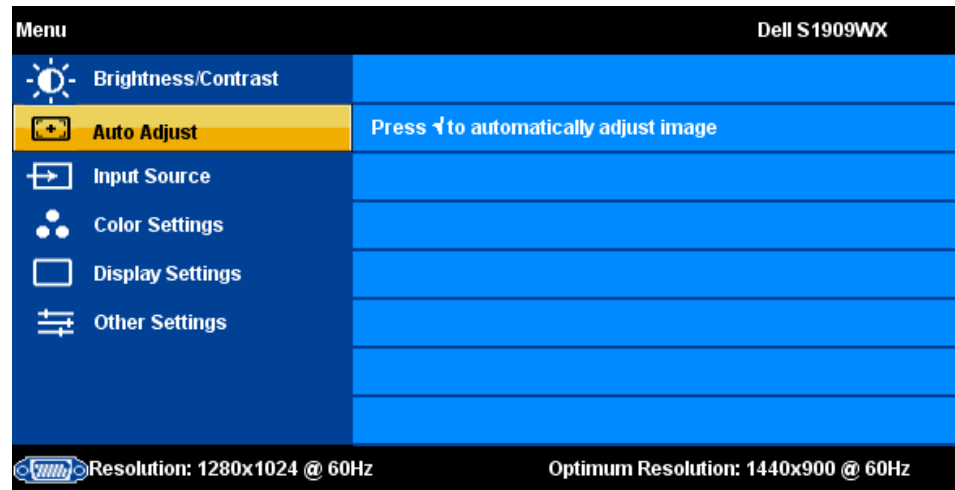 Menu Dell S1909WX
Brightness/Contrast
Auto Adjust Press √ to automatically adjust image
Input Source
Color Settings
Display Settings
Other Settings
Resolution: 1280x1024 @ 60Hz Optimum Resolution: 1440x900 @ 60Hz